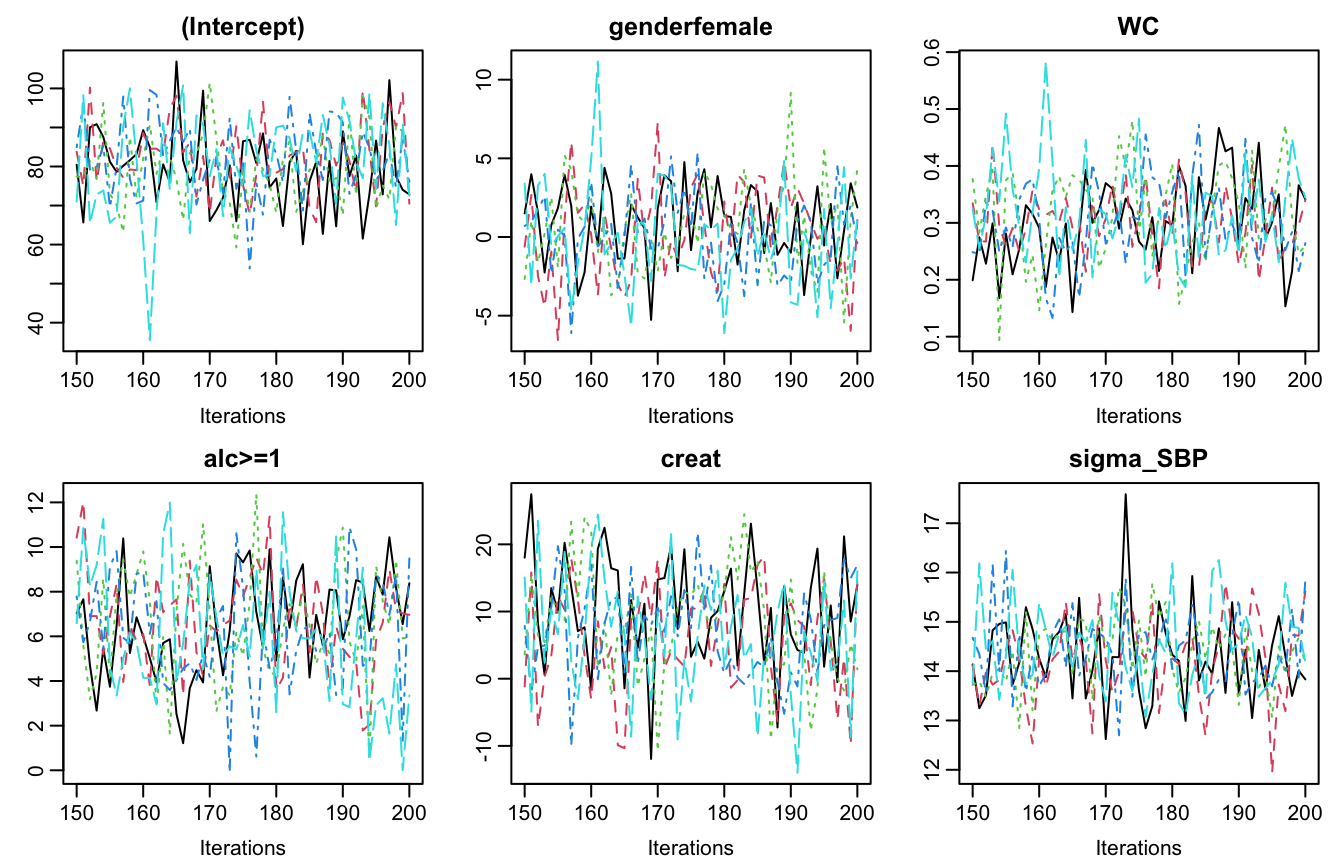 (Intercept) genderfemale WC
100
80
60
40
150 160 170 180 190 200
Iterations
10
5
0
-5
150 160 170 180 190 200
Iterations
0.6
0.5
0.4
0.3
0.2
0.1
150 160 170 180 190 200
Iterations
alc>=1 creat sigma_SBP
12
10
8
6
4
2
0
150 160 170 180 190 200
Iterations
20
10
0
-10
150 160 170 180 190 200
Iterations
17
16
15
14
13
12
150 160 170 180 190 200
Iterations